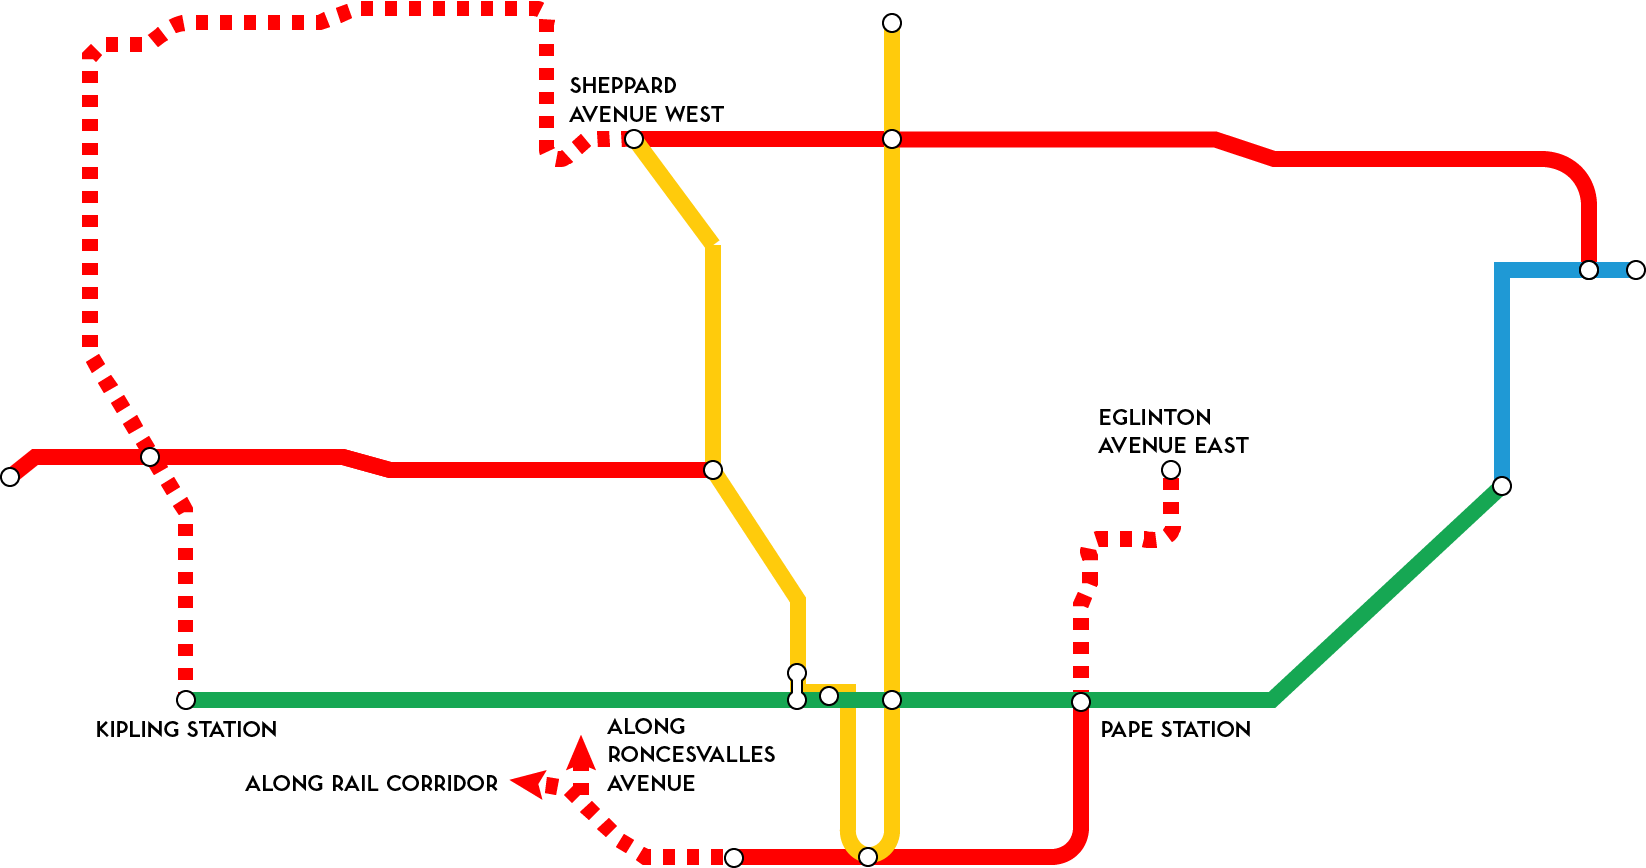 SHEPPARD
AVENUE WEST
EGLINTON
AVENUE EAST
KIPLING STATION
ALONG
RONCESVALLES
AVENUE
PAPE STATION
ALONG RAIL CORRIDOR